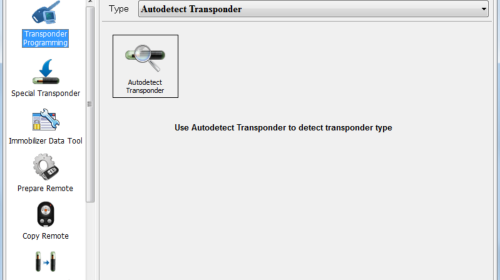 Type
Autodetect Transponder
Transponder
Programming
Special Transponder
Immobilizer Data Tool
Prepare Remote
Copy Remote
Autodetect
Transponder
Use Autodetect Transponder to detect transponder type